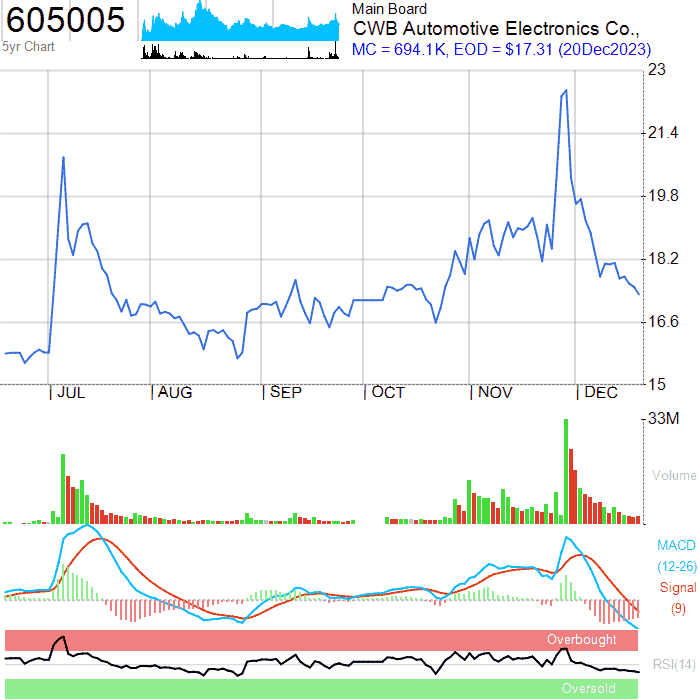 605005
5yr Chart
Main Board
CWB Automotive Electronics Co.,
MC = 694.1K, EOD = $17.31 (20Dec2023)
23
21.4
19.8
18.2
16.6
15
| JUL | AUG | SEP | OCT | NOV | DEC
33M
Volume
MACD
(12-26)
Signal
(9)
Overbought
RSI(14)
Oversold